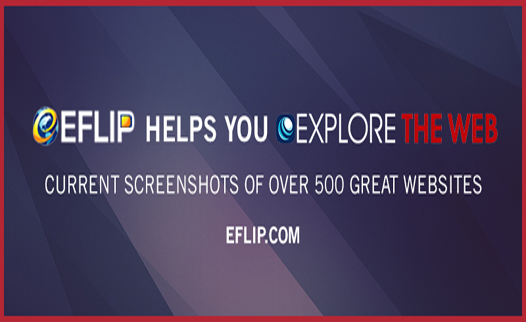 EFLIP HELPS YOU EXPLORE THE WEB
CURRENT SCREENSHOTS OF OVER 500 GREAT WEBSITES
EFLIP.COM